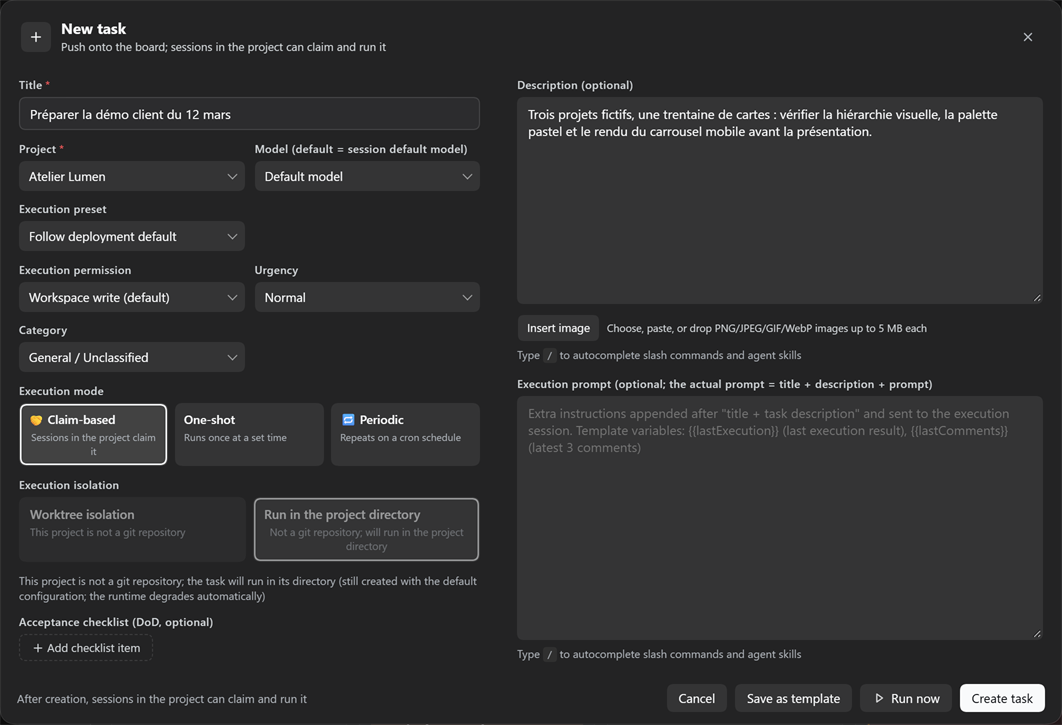 New task
Push onto the board; sessions in the project can claim and run it
Title *
Préparer la démo client du 12 mars
Project *
Model (default = session default model)
Atelier Lumen
Default model
Execution preset
Follow deployment default
Execution permission
Urgency
Workspace write (default)
Normal
Category
General / Unclassified
Execution mode
Claim-based
Sessions in the project claim
it
One-shot
Runs once at a set time
Periodic
Repeats on a cron schedule
Execution isolation
Worktree isolation
This project is not a git repository
Run in the project directory
Not a git repository; will run in the project
directory
This project is not a git repository; the task will run in its directory (still created with the default
configuration; the runtime degrades automatically)
Acceptance checklist (DoD, optional)
+ Add checklist item
Description (optional)
Trois projets fictifs, une trentaine de cartes : vérifier la hiérarchie visuelle, la palette
pastel et le rendu du carrousel mobile avant la présentation.
Insert image
Choose, paste, or drop PNG/JPEG/GIF/WebP images up to 5 MB each
Type / to autocomplete slash commands and agent skills
Execution prompt (optional; the actual prompt = title + description + prompt)
Extra instructions appended after "title + task description" and sent to the execution
session. Template variables: {{lastExecution}} (last execution result), {{lastComments}}
(latest 3 comments)
Type / to autocomplete slash commands and agent skills
After creation, sessions in the project can claim and run it
Cancel
Save as template
Run now
Create task